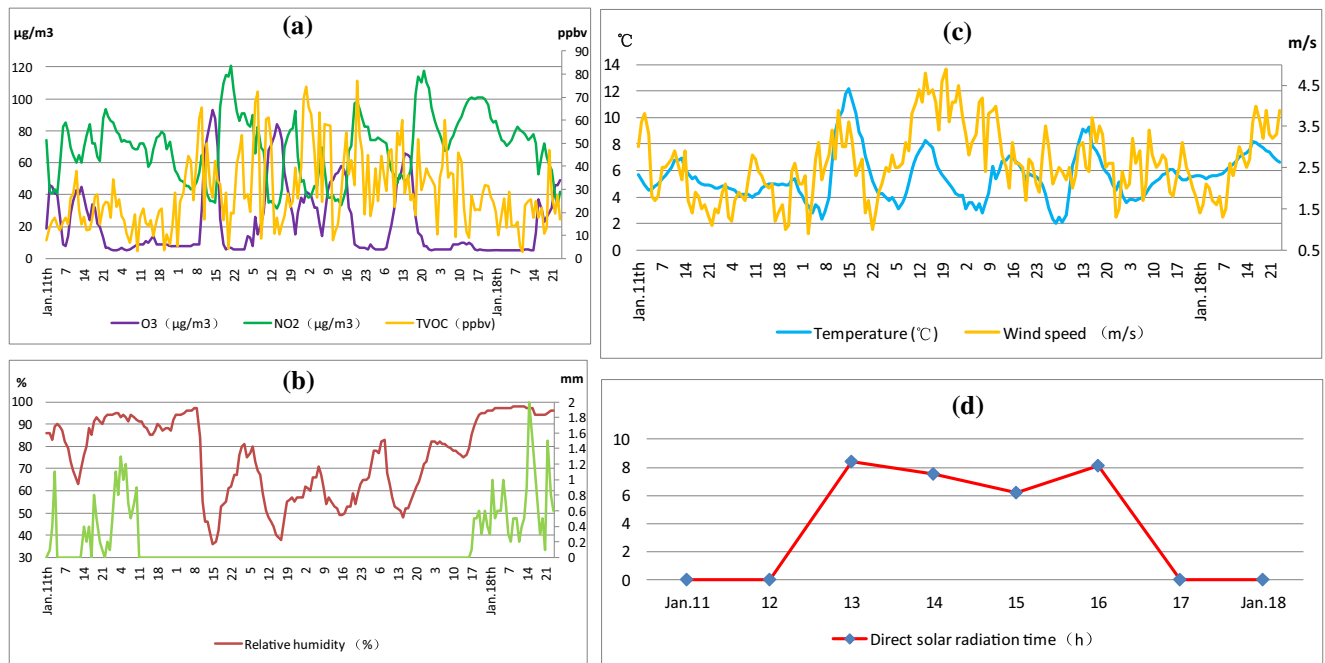 (a)
μg/m3 ppbv
120 90
100 80
80 70
60 60
40 50
20 40
0 30
20
10
0
Jan.11th 7 14 21 4 11 18 1 8 15 22 5 12 19 2 9 16 23 6 13 20 3 10 17 Jan.18th 7 14 21
O3（μg/m3） NO2（μg/m3） TVOC（ppbv)
(b)
% mm
100 2
90 1.8
80 1.6
70 1.4
60 1.2
50 1
40 0.8
30 0.6
0.4
0.2
0
Jan.11th 7 14 21 4 11 18 1 8 15 22 5 12 19 2 9 16 23 6 13 20 3 10 17 Jan.18th 7 14 21
Relative humidity（%）
(c)
℃ m/s
14 4.5
12 3.5
10 2.5
8 1.5
6 0.5
4
2
0
Jan.11th 7 14 21 4 11 18 1 8 15 22 5 12 19 2 9 16 23 6 13 20 3 10 17 Jan.18th 7 14 21
Temperature (℃) Wind speed （m/s）
(d)
10
8
6
4
2
0
Jan.11 12 13 14 15 16 17 Jan.18
Direct solar radiation time（h）